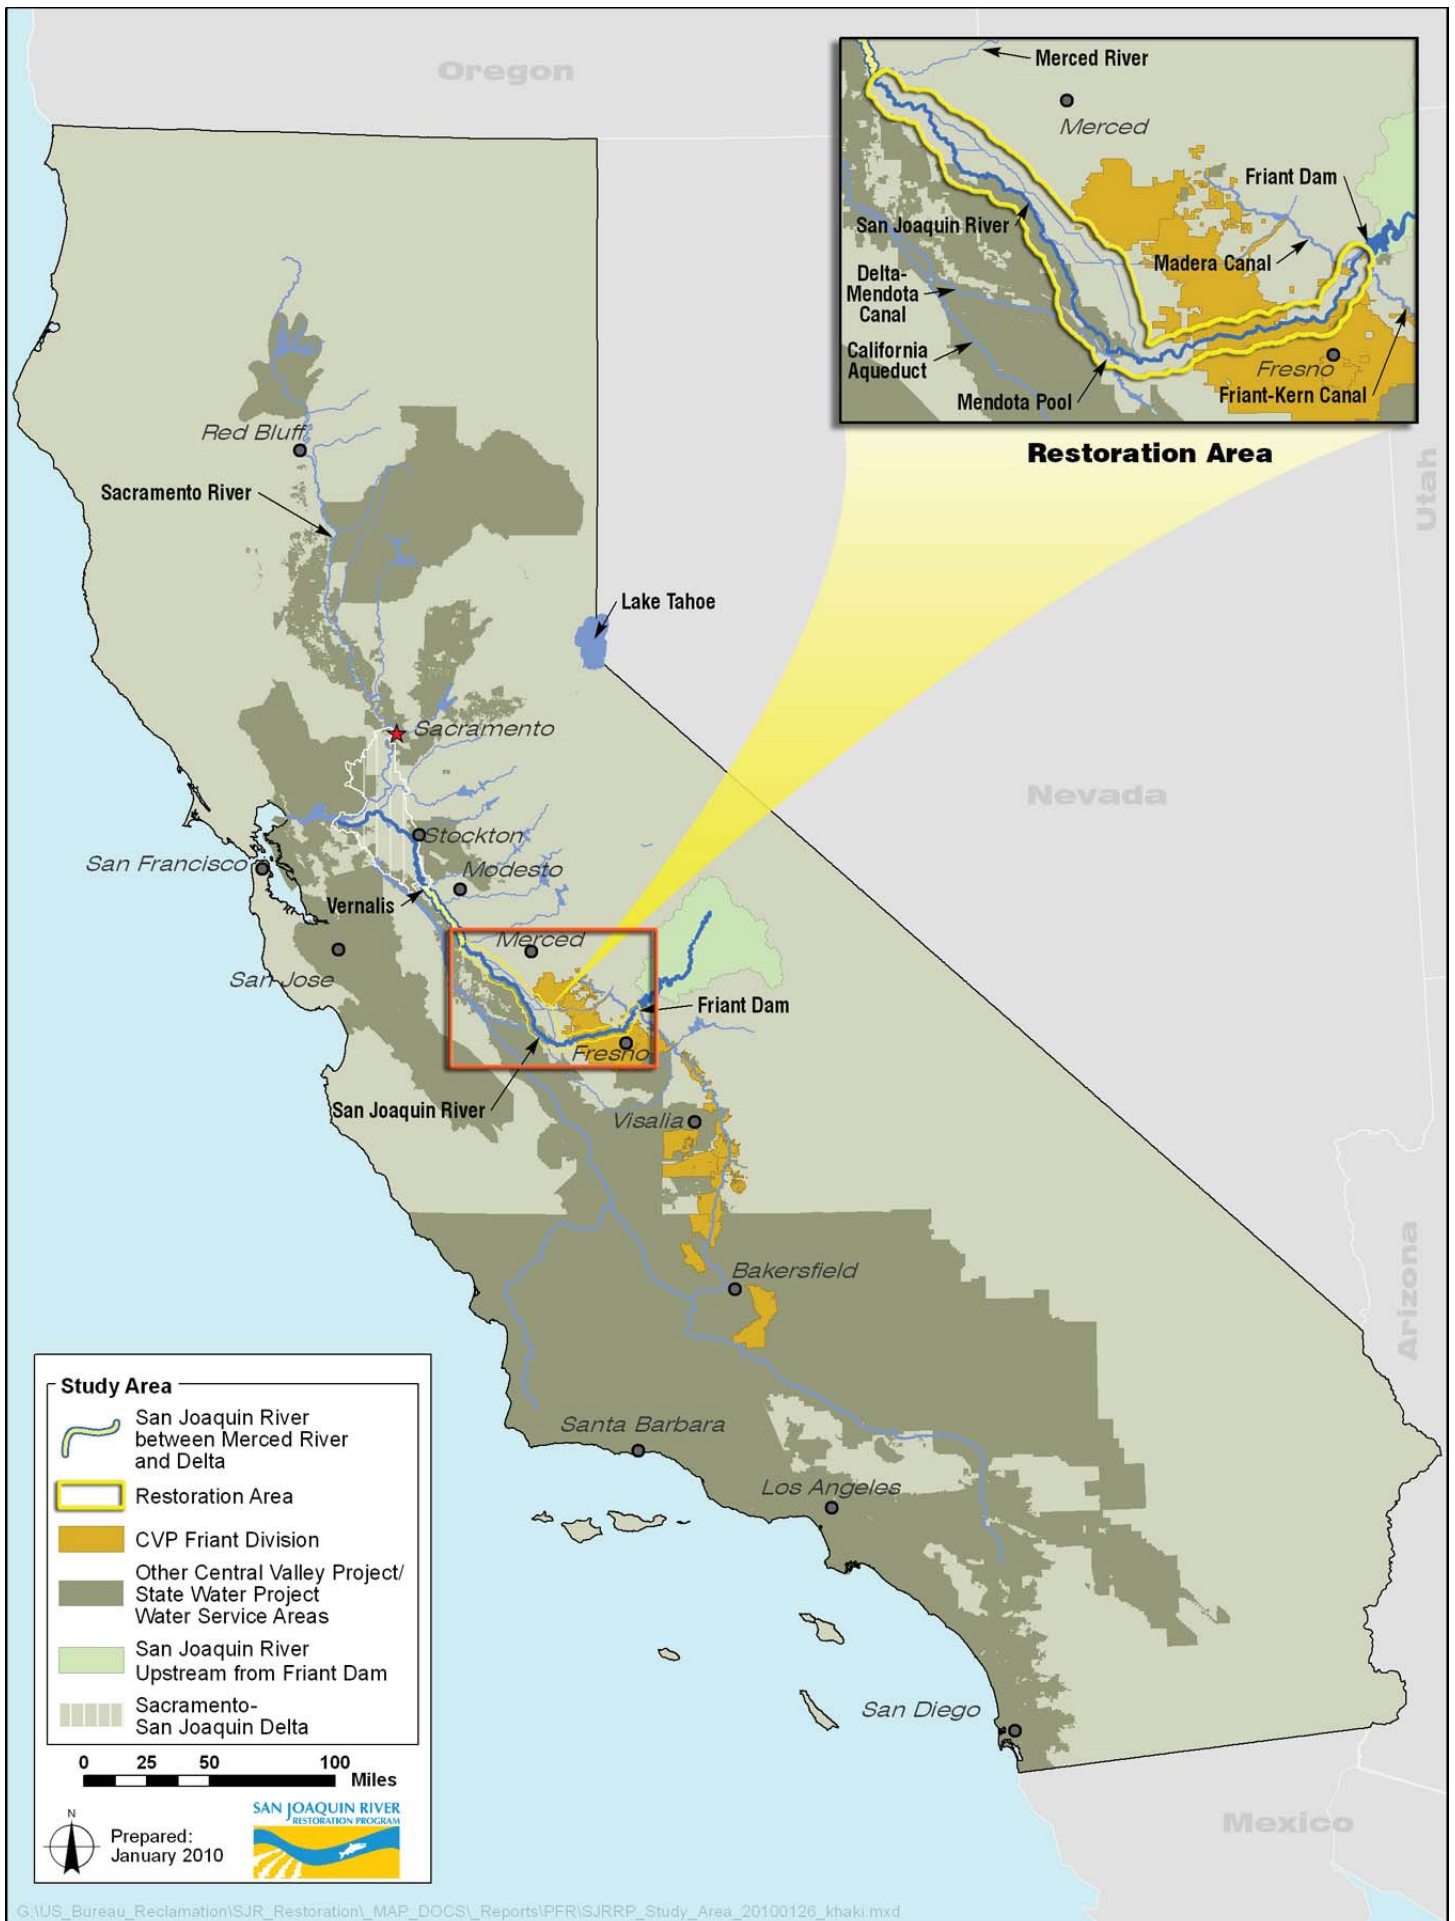 Oregon
Merced River
Merced
Friant Dam
San Joaquin River
Madera Canal
Delta-
Mendota
Canal
California
Aqueduct
Fresno
Mendota Pool
Friant-Kern Canal
Restoration Area
Utah
Red Bluff
Sacramento River
Lake Tahoe
Sacramento
Nevada
Stockton
San Francisco
Modesto
Vernalis
Merced
San Jose
Friant Dam
Fresno
San Joaquin River
Visalia
Arizona
Bakersfield
Santa Barbara
Los Angeles
San Diego
Mexico
Study Area
San Joaquin River
between Merced River
and Delta
Restoration Area
CVP Friant Division
Other Central Valley Project/
State Water Project
Water Service Areas
San Joaquin River
Upstream from Friant Dam
Sacramento-
San Joaquin Delta
0 25 50 100
Miles
N
Prepared:
January 2010
SAN JOAQUIN RIVER
RESTORATION PROGRAM
G:\US_Bureau_Reclamation\SJR_Restoration\_MAP_DOCS\_Reports\PFR\SJRRP_Study_Area_20100126_khaki.mxd